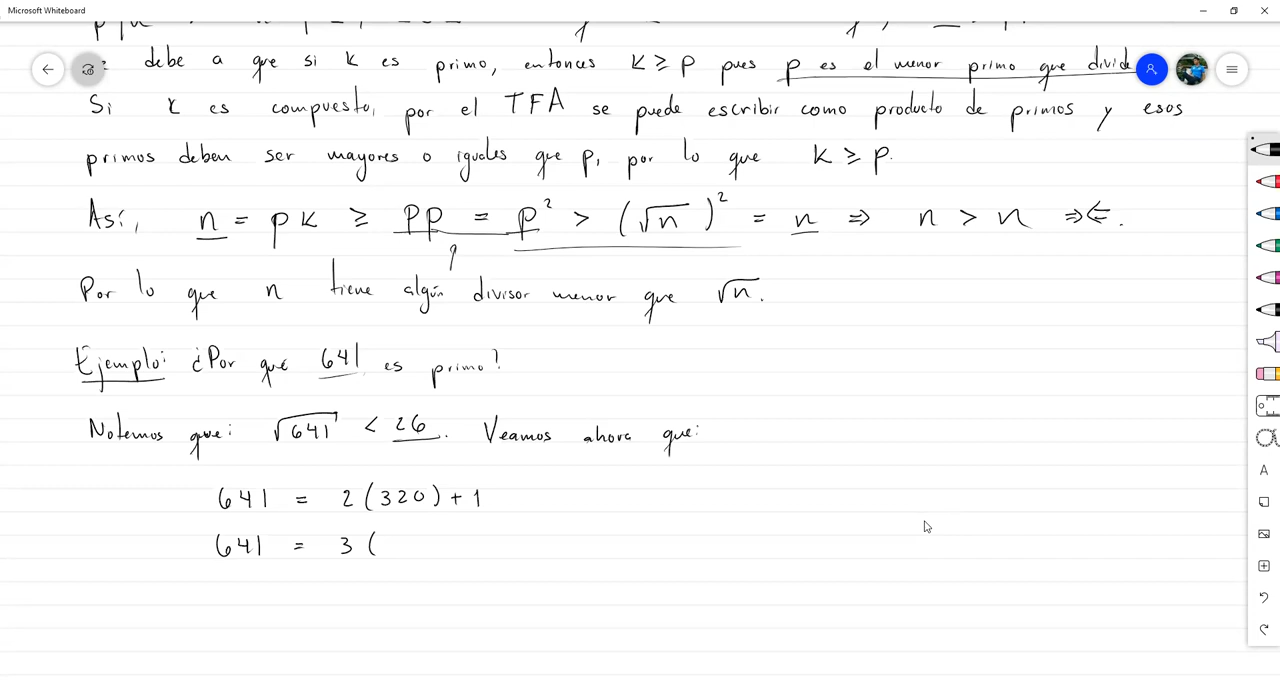 Microsoft Whiteboard
debe a que si k es primo, entonces k ≥ p pues p es el menor primo que divide
Si k es compuesto, por el TFA se puede escribir como producto de primos y esos
primos deben ser mayores o iguales que p, por lo que k ≥ p.
Así, n = pk ≥ pp = p² > (√n)² = n ⇒ n > n ⇒⇐.
Por lo que n tiene algún divisor menor que √n.
Ejemplo: ¿Por que 641 es primo?
Notemos que: √641 < 26. Veamos ahora que:
641 = 2(320) + 1
641 = 3(